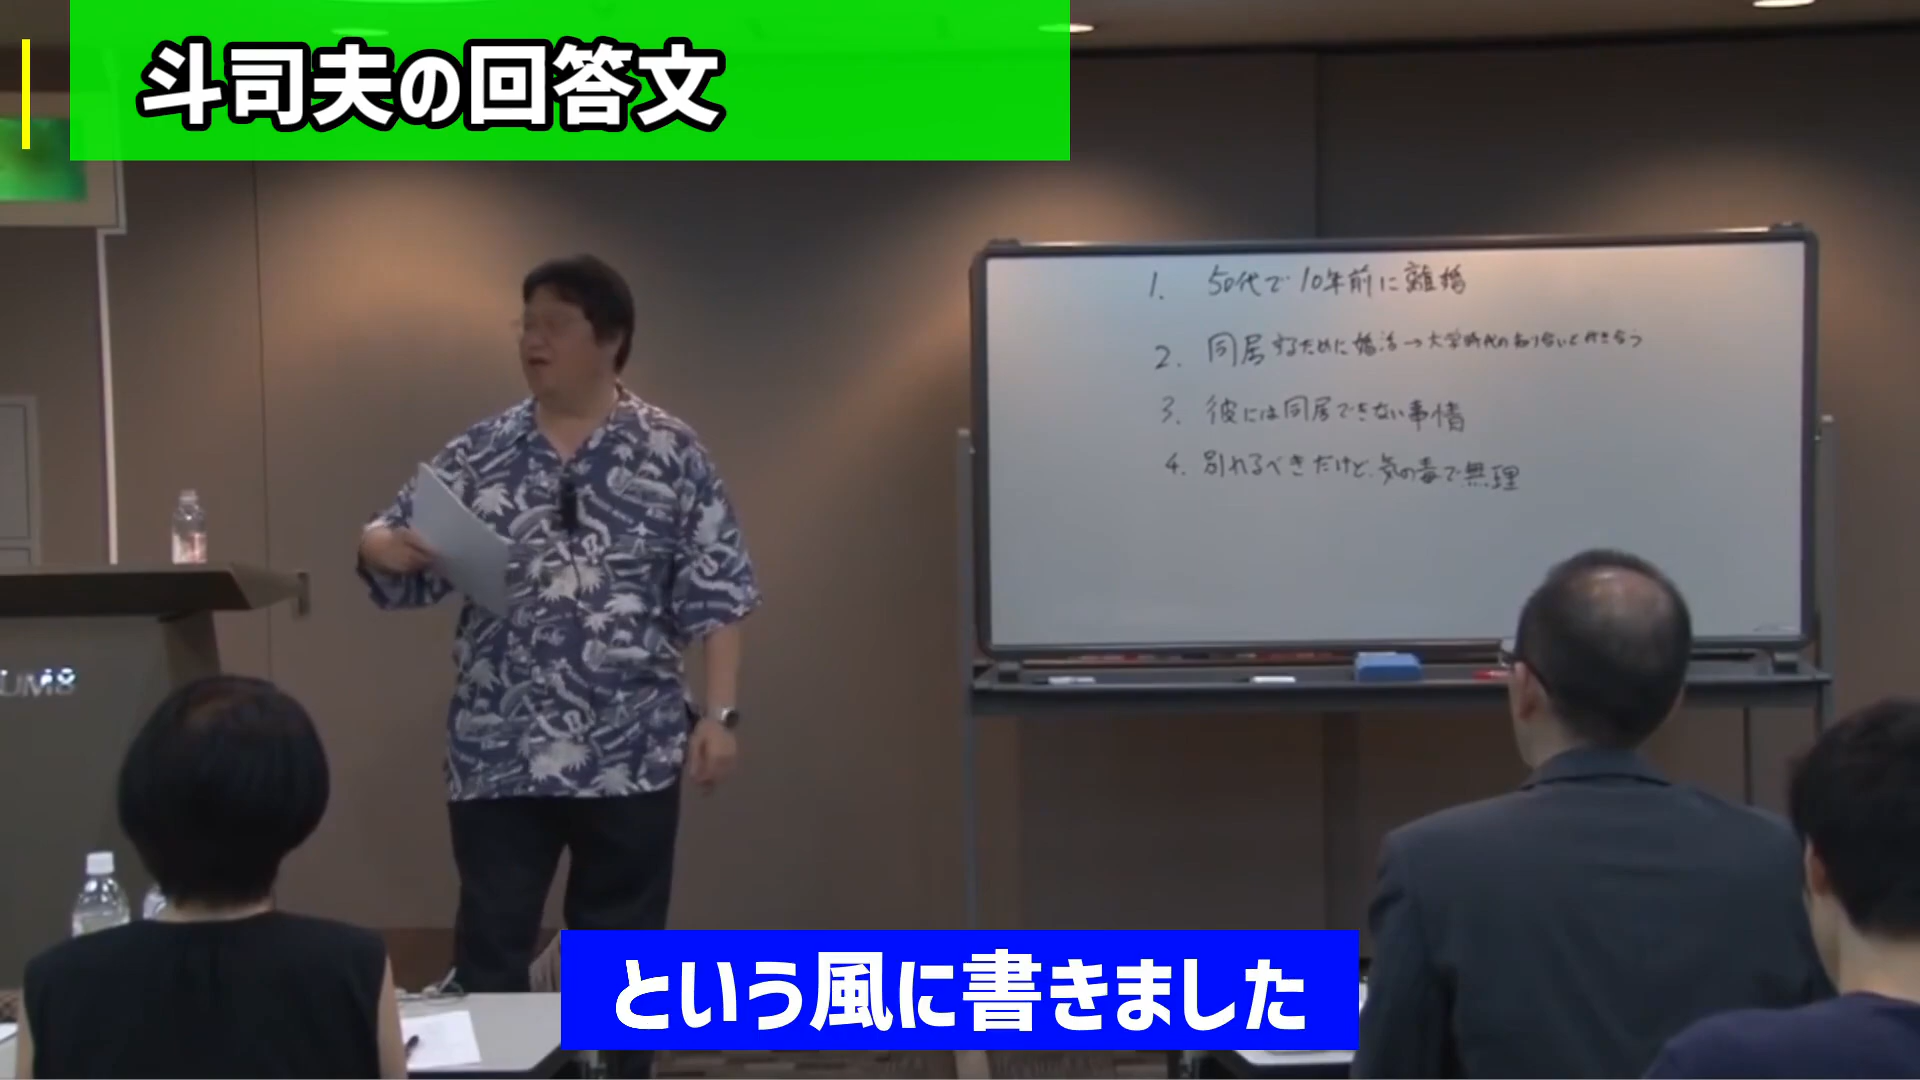 斗司夫の回答文
1. 50代で10年前に離婚
2. 同居するために婚活→大学時代の知り合いと付き合う
3. 彼には同居できない事情
4. 別れるべきだけど、気の毒で無理
UM8
という風に書きました